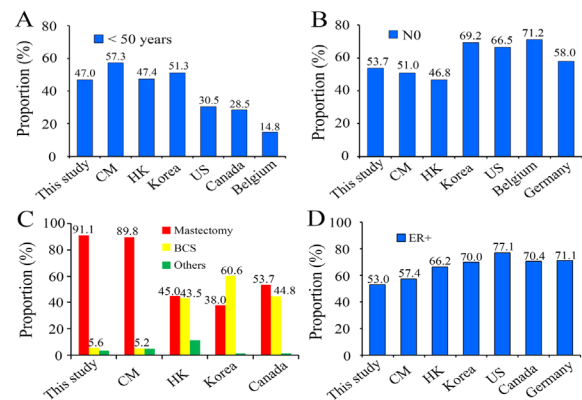 A
< 50 years
Proportion (%)
80
60
40
20
0
47.0
57.3
47.4
51.3
30.5
28.5
14.8
This study
CM
HK
Korea
US
Canada
Belgium
B
N0
Proportion (%)
80
60
40
20
0
53.7
51.0
46.8
69.2
66.5
71.2
58.0
This study
CM
HK
Korea
US
Belgium
Germany
C
Mastectomy
BCS
Others
Proportion (%)
100
80
60
40
20
0
91.1
5.6
89.8
5.2
45.0
43.5
38.0
60.6
53.7
44.8
This study
CM
HK
Korea
Canada
D
ER+
Proportion (%)
100
80
60
40
20
0
53.0
57.4
66.2
70.0
77.1
70.4
71.1
This study
CM
HK
Korea
US
Canada
Germany